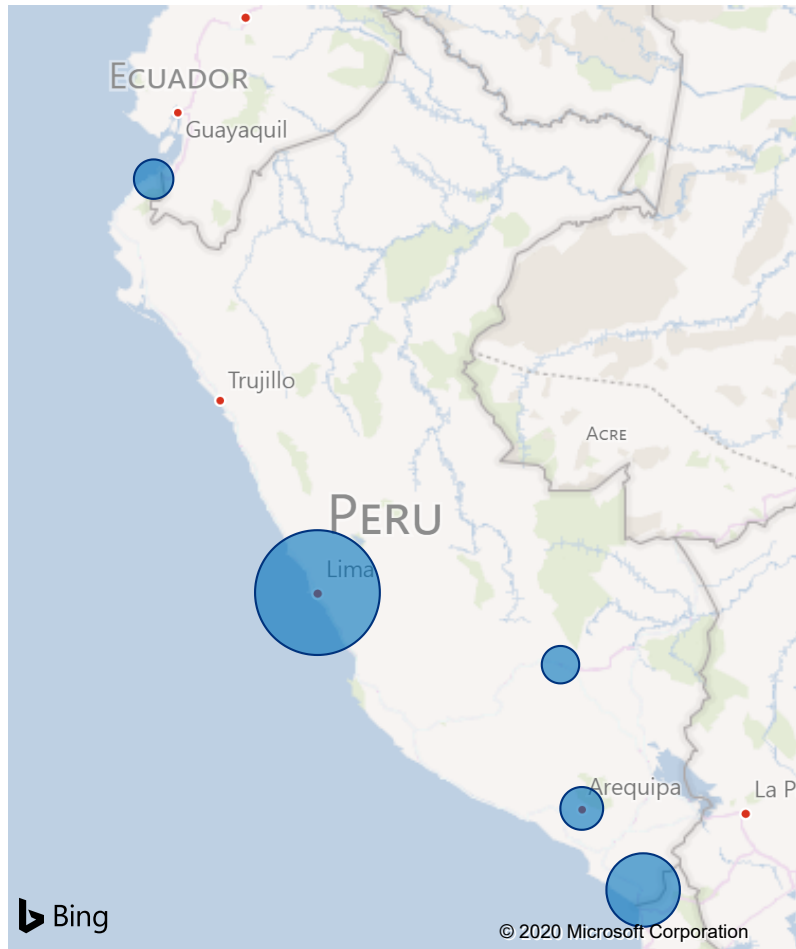 ECUADOR
Guayaquil
Trujillo
ACRE
PERU
Lima
Arequipa
La P
Bing
© 2020 Microsoft Corporation